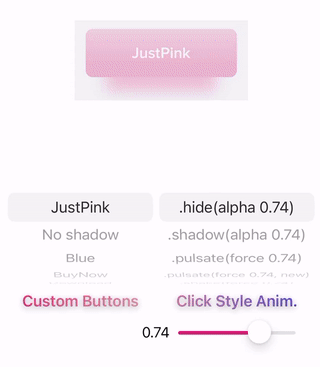 JustPink
JustPink .hide(alpha 0.74)
No shadow .shadow(alpha 0.74)
Blue .pulsate(force 0.74)
BuyNow .pulsate(force 0.74, new)
Custom Buttons Click Style Anim.
0.74